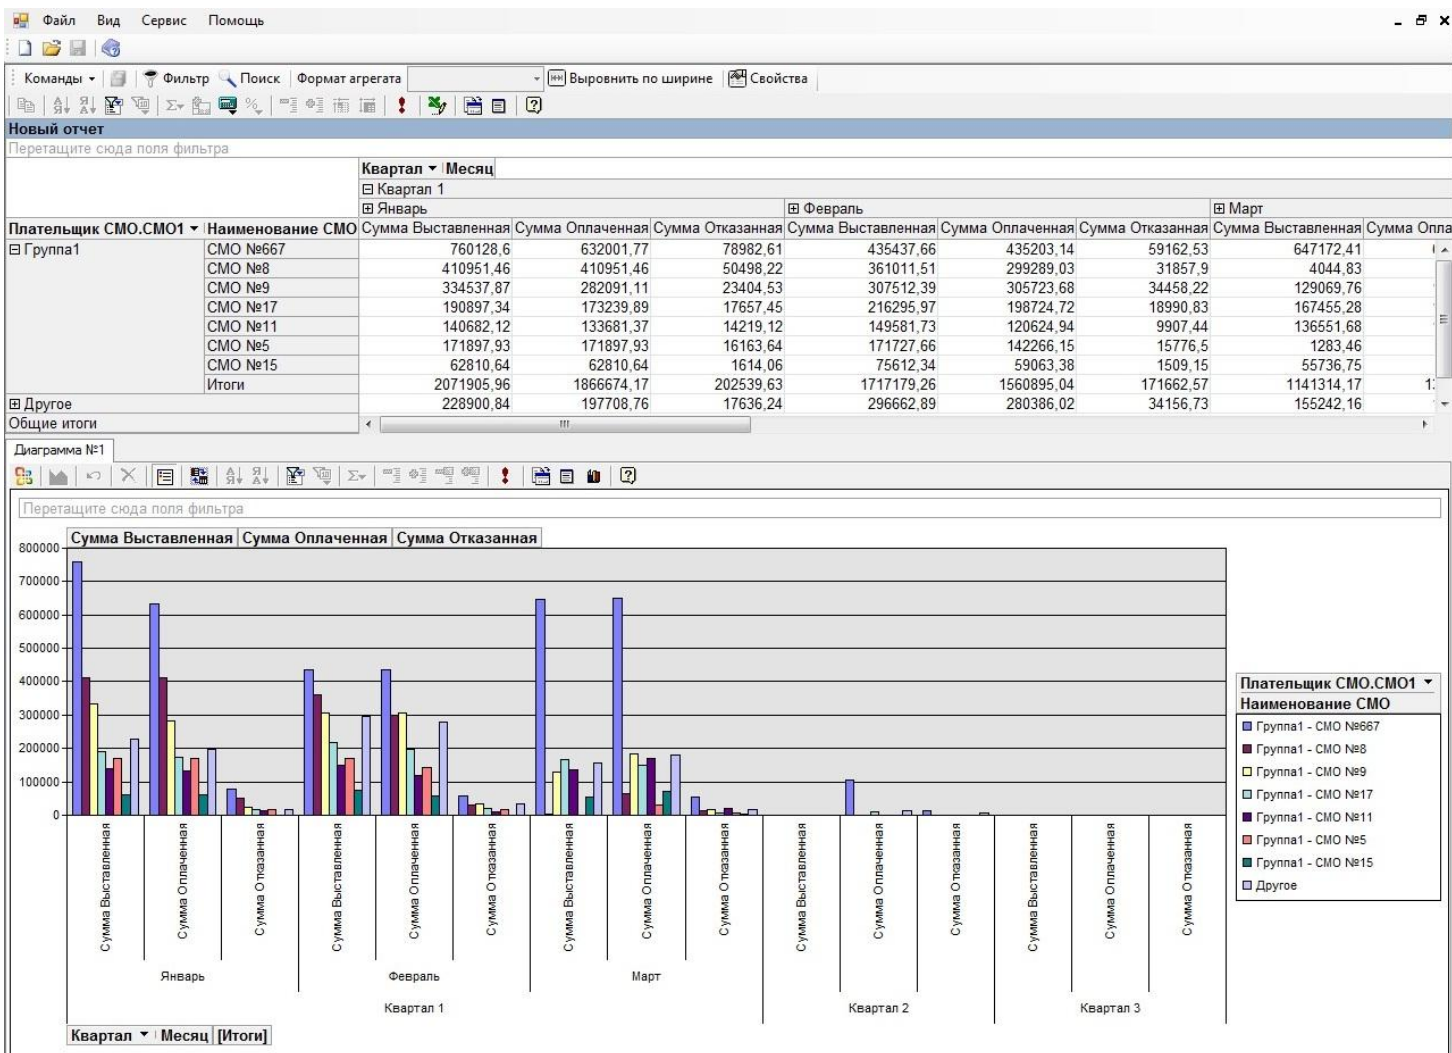 Файл Вид Сервис Помощь
Команды Фильтр Поиск Формат агрегата Выровнить по ширине Свойства
Новый отчет
Перетащите сюда поля фильтра
Квартал Месяц
Квартал 1
Январь Февраль Март
Плательщик СМО.СМО1 Наименование СМО Сумма Выставленная Сумма Оплаченная Сумма Отказанная Сумма Выставленная Сумма Оплаченная Сумма Отказанная Сумма Выставленная Сумма Опла
Группа1 СМО №667 760128,6 632001,77 78982,61 435437,66 435203,14 59162,53 647172,41
СМО №8 410951,46 410951,46 50498,22 361011,51 299289,03 31857,9 4044,83
СМО №9 334537,87 282091,11 23404,53 307512,39 305723,68 34458,22 129069,76
СМО №17 190897,34 173239,89 17657,45 216295,97 198724,72 18990,83 167455,28
СМО №11 140682,12 133681,37 14219,12 149581,73 120624,94 9907,44 136551,68
СМО №5 171897,93 171897,93 16163,64 171727,66 142266,15 15776,5 1283,46
СМО №15 62810,64 62810,64 1614,06 75612,34 59063,38 1509,15 55736,75
Итоги 2071905,96 1866674,17 202539,63 1717179,26 1560895,04 171662,57 1141314,17
Другое 228900,84 197708,76 17636,24 296662,89 280386,02 34156,73 155242,16
Общие итоги
Диаграмма №1
Перетащите сюда поля фильтра
Сумма Выставленная Сумма Оплаченная Сумма Отказанная
800000
700000
600000
500000
400000
300000
200000
100000
0
Плательщик СМО.СМО1
Наименование СМО
Группа1 - СМО №667
Группа1 - СМО №8
Группа1 - СМО №9
Группа1 - СМО №17
Группа1 - СМО №11
Группа1 - СМО №5
Группа1 - СМО №15
Другое
Сумма Выставленная
Сумма Оплаченная
Сумма Отказанная
Сумма Выставленная
Сумма Оплаченная
Сумма Отказанная
Сумма Выставленная
Сумма Оплаченная
Сумма Отказанная
Сумма Выставленная
Сумма Оплаченная
Сумма Отказанная
Сумма Выставленная
Сумма Оплаченная
Сумма Отказанная
Январь Февраль Март
Квартал 1 Квартал 2 Квартал 3
Квартал Месяц [Итоги]